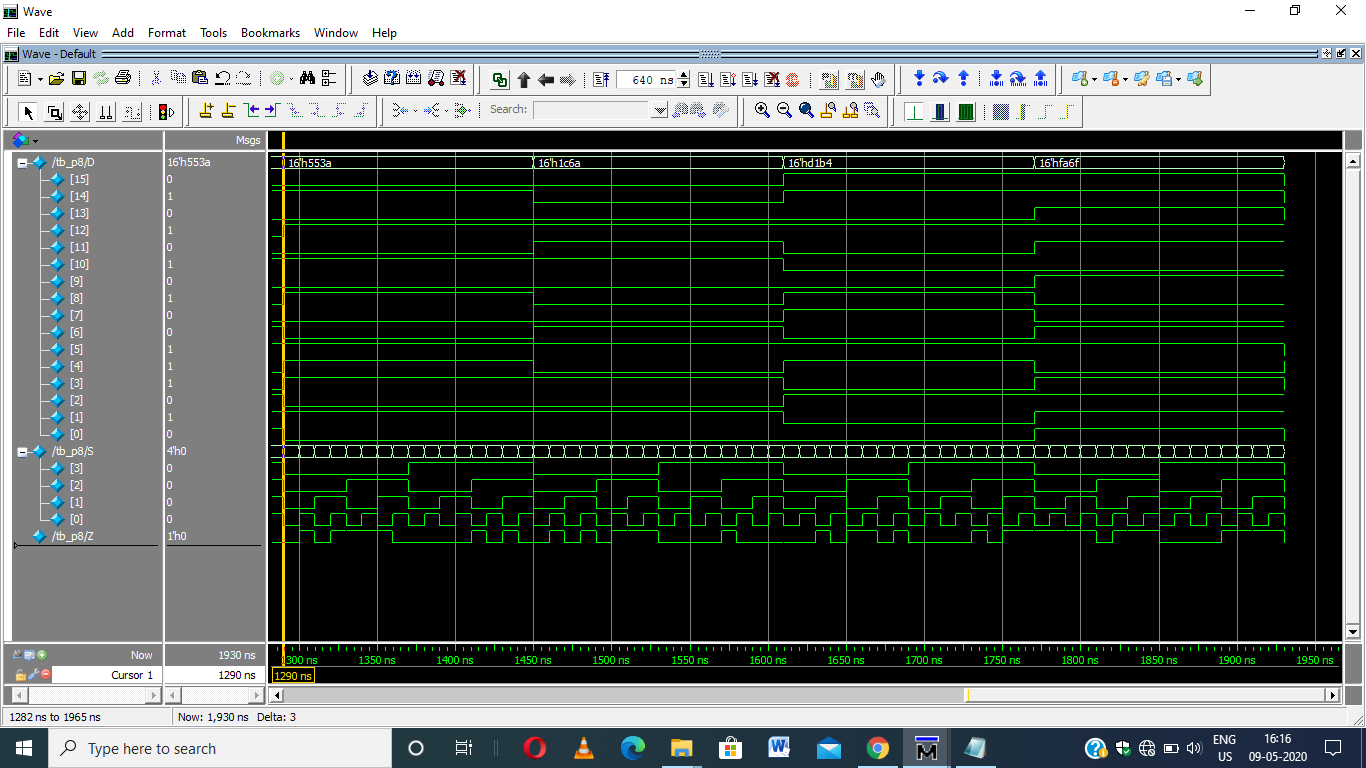 Wave
File Edit View Add Format Tools Bookmarks Window Help
Wave - Default
640 ns
Search:
Msgs
/tb_p8/D 16'h553a 16'h553a 16'h1c6a 16'hd1b4 16'hfa6f
[15] 0
[14] 1
[13] 0
[12] 1
[11] 0
[10] 1
[9] 0
[8] 1
[7] 0
[6] 0
[5] 1
[4] 1
[3] 1
[2] 0
[1] 1
[0] 0
/tb_p8/S 4'h0
[3] 0
[2] 0
[1] 0
[0] 0
/tb_p8/Z 1'h0
Now 1930 ns 300 ns 1350 ns 1400 ns 1450 ns 1500 ns 1550 ns 1600 ns 1650 ns 1700 ns 1750 ns 1800 ns 1850 ns 1900 ns 1950 ns
Cursor 1 1290 ns 1290 ns
1282 ns to 1965 ns Now: 1,930 ns Delta: 3
Type here to search
ENG 16:16
US 09-05-2020